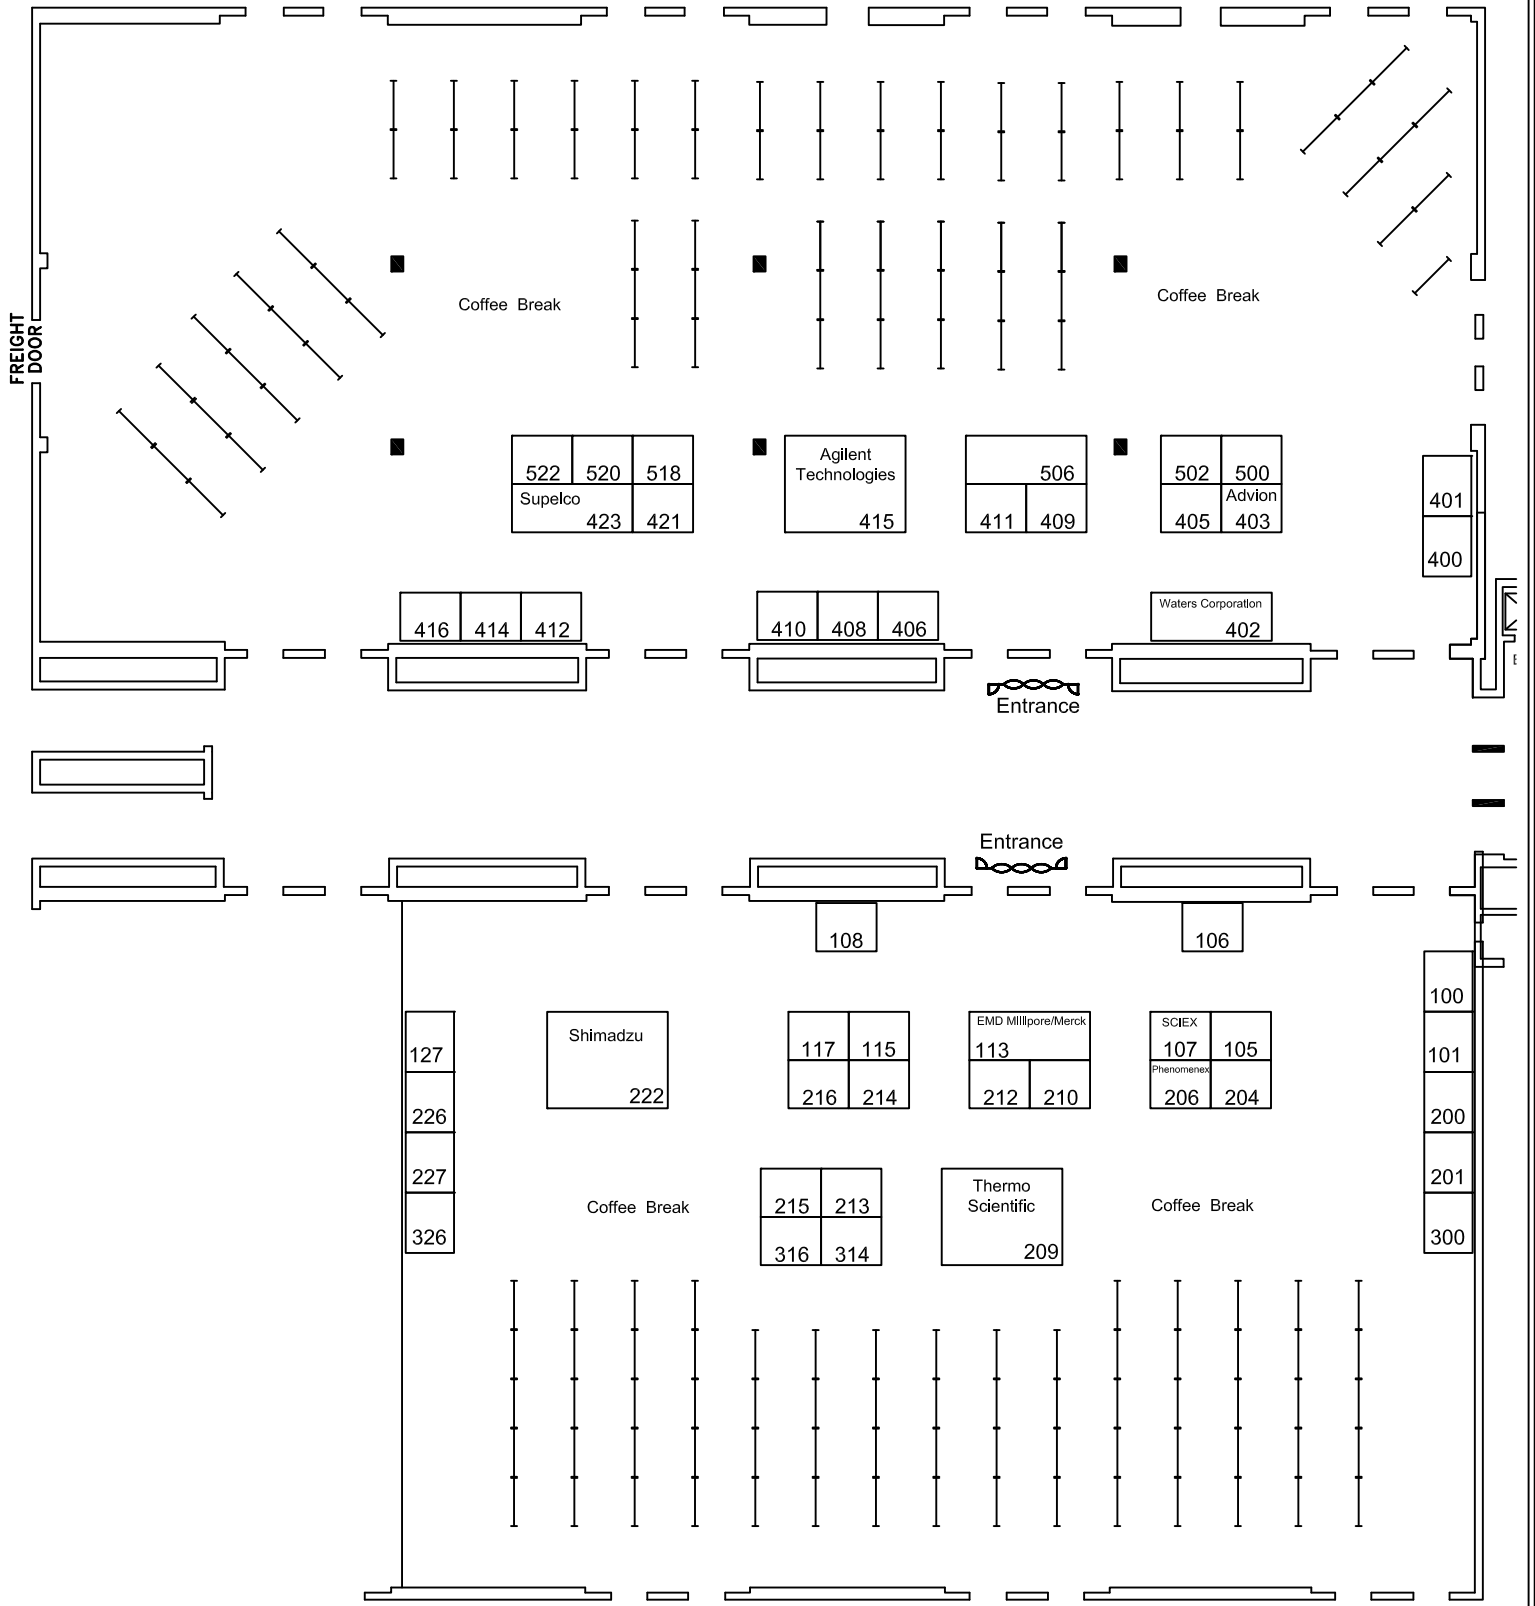 Coffee Break
Coffee Break
FREIGHT
DOOR
Agilent
Technologies
522
520
518
506
502
500
Supelco
Advion
423
421
415
411
409
405
403
401
400
Waters Corporation
416
414
412
410
408
406
402
E
Entrance
Entrance
108
106
100
EMD Millipore/Merck
SCIEX
Shimadzu
127
117
115
113
107
105
101
Phenomenex
222
216
214
212
210
206
204
226
200
Thermo
Scientific
227
215
213
201
Coffee Break
Coffee Break
326
316
314
209
300